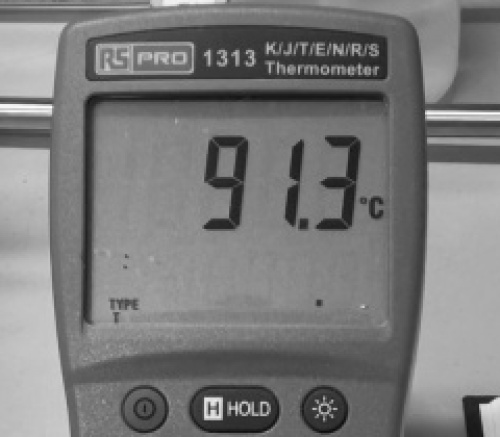 RS PRO 1313 K/J/T/E/N/R/S
Thermometer
91.3 °C
TYPE
T
H HOLD